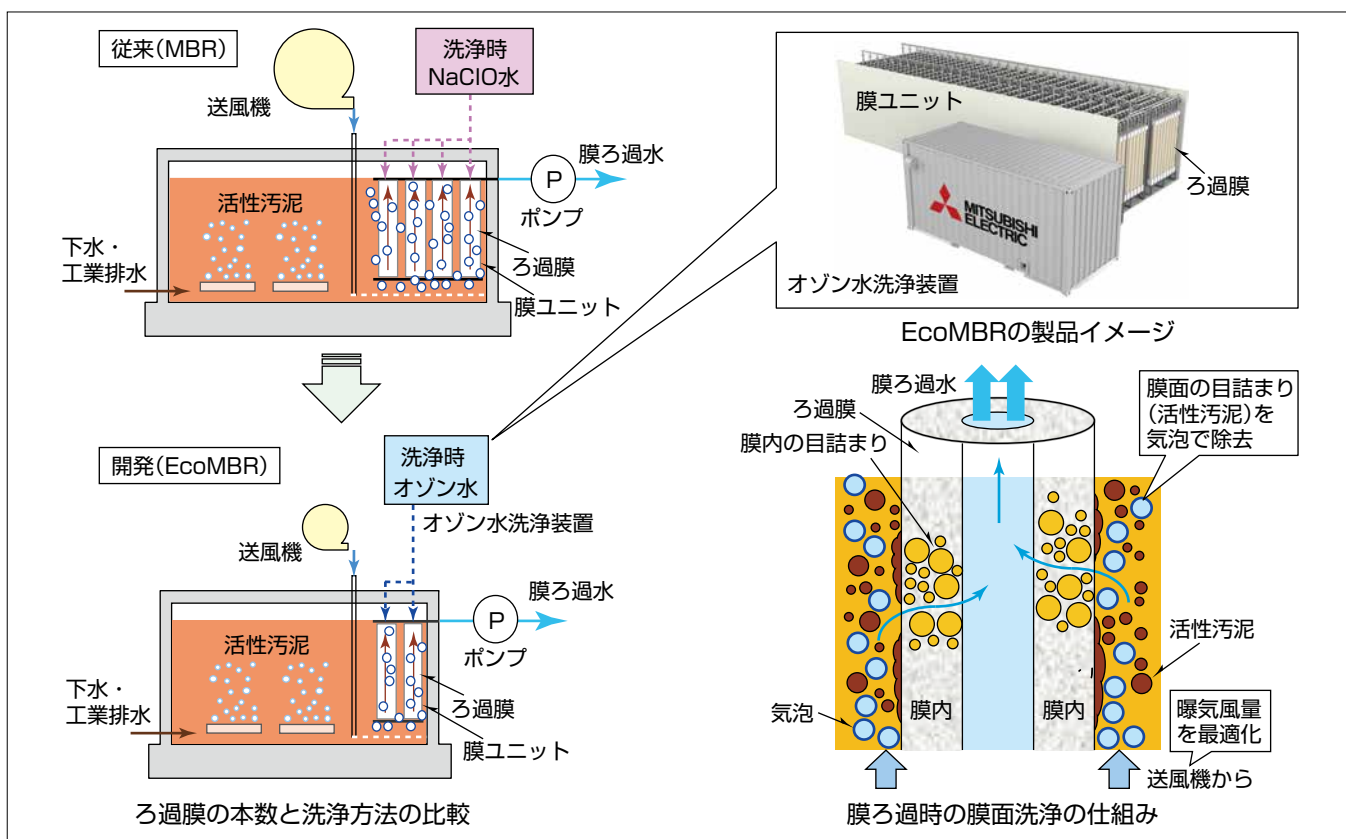 従来(MBR)
送風機
洗浄時
NaClO水
膜ろ過水
P
ポンプ
活性汚泥
下水・
工業排水
ろ過膜
膜ユニット
開発(EcoMBR)
送風機
洗浄時
オゾン水
オゾン水洗浄装置
膜ろ過水
P
ポンプ
活性汚泥
下水・
工業排水
ろ過膜
膜ユニット
ろ過膜の本数と洗浄方法の比較
膜ユニット
ろ過膜
MITSUBISHI
ELECTRIC
オゾン水洗浄装置
EcoMBRの製品イメージ
膜ろ過水
ろ過膜
膜内の目詰まり
膜面の目詰まり
(活性汚泥)を
気泡で除去
活性汚泥
気泡
膜内
膜内
曝気風量
を最適化
送風機から
膜ろ過時の膜面洗浄の仕組み